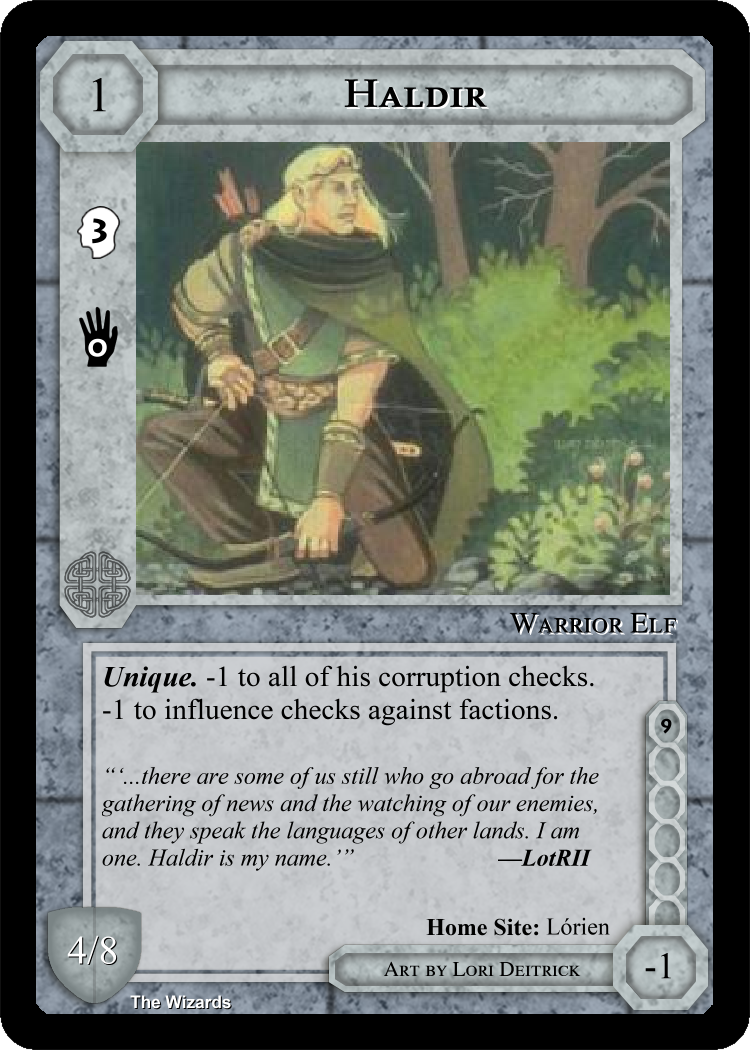 1
HALDIR
3
0
WARRIOR ELF
Unique. -1 to all of his corruption checks.
-1 to influence checks against factions.
“‘...there are some of us still who go abroad for the
gathering of news and the watching of our enemies,
and they speak the languages of other lands. I am
one. Haldir is my name.’” —LotRII
9
Home Site: Lórien
4/8
ART BY LORI DEITRICK
-1
The Wizards